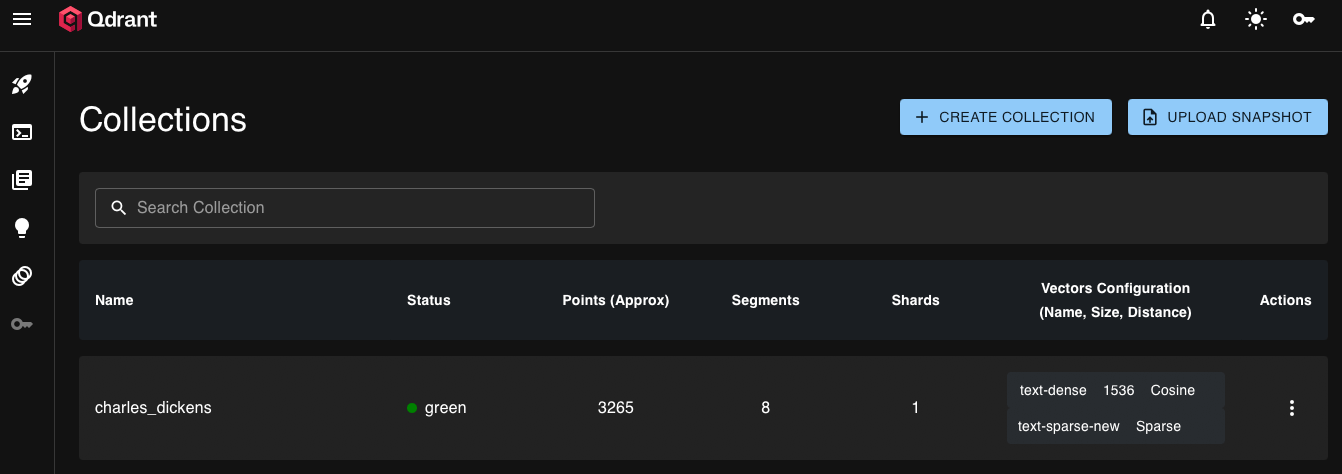 Qdrant
Collections
CREATE COLLECTION
UPLOAD SNAPSHOT
Search Collection
Name Status Points (Approx) Segments Shards Vectors Configuration
(Name, Size, Distance) Actions
charles_dickens green 3265 8 1 text-dense 1536 Cosine
text-sparse-new Sparse